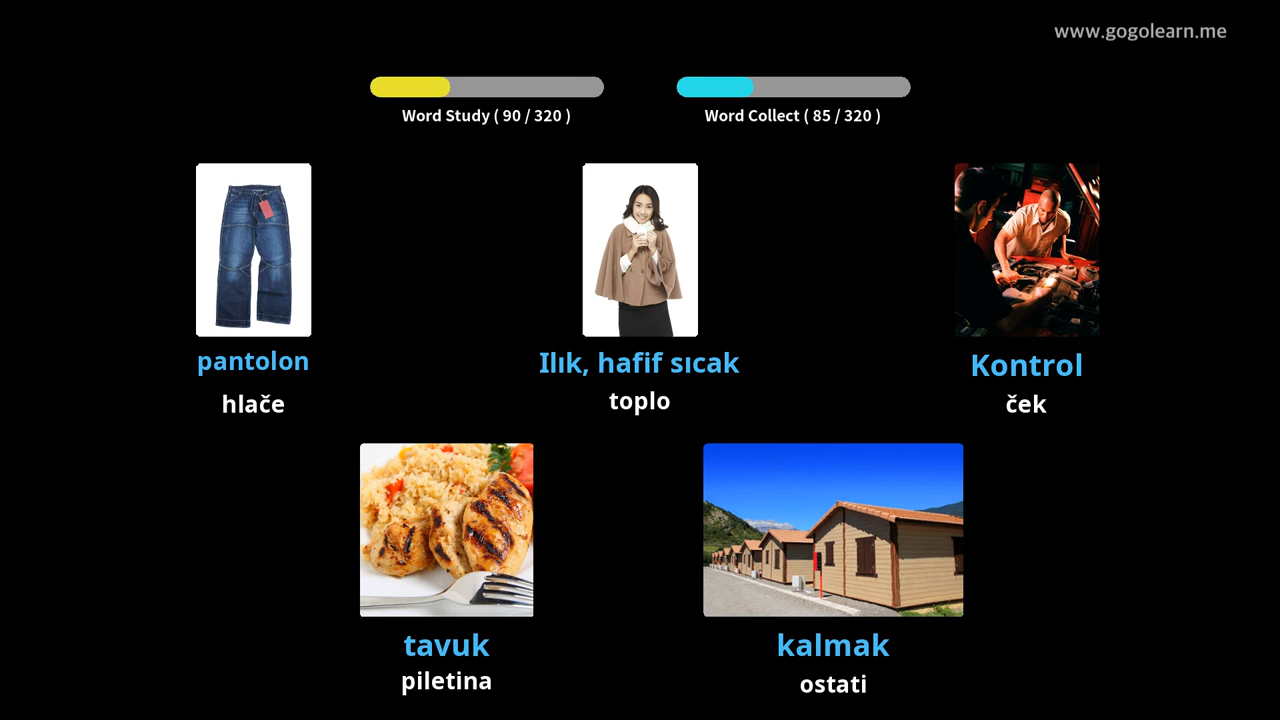 www.gogolearn.me
Word Study ( 90 / 320 )
Word Collect ( 85 / 320 )
pantolon
hlače
Ilık, hafif sıcak
toplo
Kontrol
ček
tavuk
piletina
kalmak
ostati